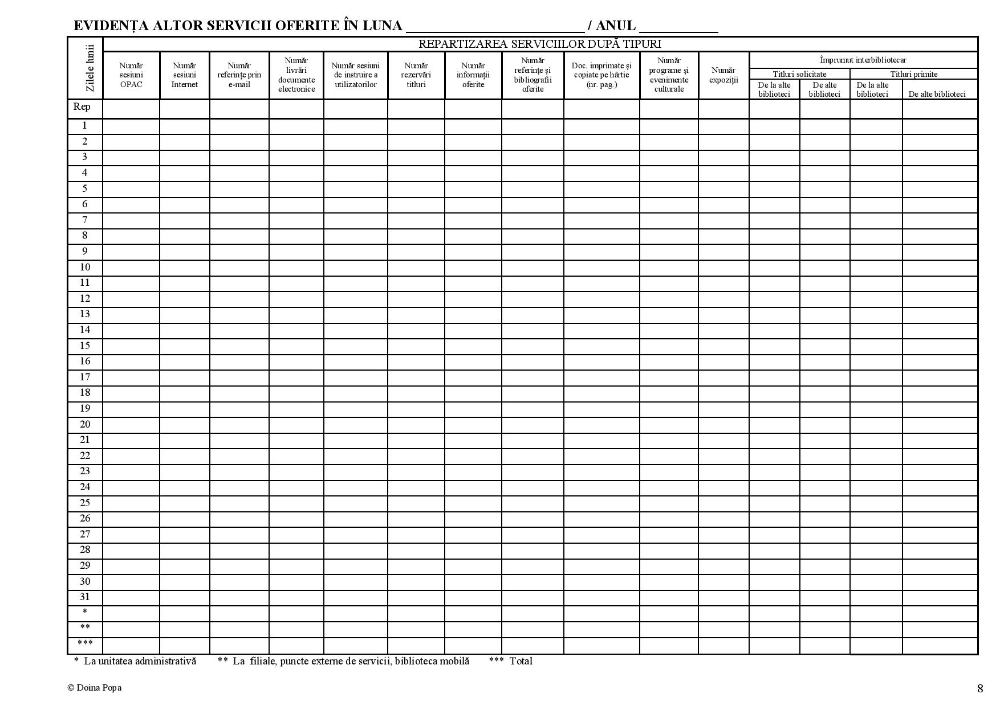 EVIDENȚA ALTOR SERVICII OFERITE ÎN LUNA / ANUL
Zilele lunii
REPARTIZAREA SERVICIILOR DUPĂ TIPURI
Număr
sesiuni
OPAC
Număr
sesiuni
Internet
Număr
referințe prin
e-mail
Număr
livrări
documente
electronice
Număr sesiuni
de instruire a
utilizatorilor
Număr
rezervări
titluri
Număr
informații
oferite
Număr
referințe și
bibliografii
oferite
Doc. imprimate și
copiate pe hârtie
(nr. pag.)
Număr
programe și
evenimente
culturale
Număr
expoziții
Împrumut interbibliotecar
Titluri solicitate
Titluri primite
De la alte
biblioteci
De alte
biblioteci
De la alte
biblioteci
De alte biblioteci
Rep
1
2
3
4
5
6
7
8
9
10
11
12
13
14
15
16
17
18
19
20
21
22
23
24
25
26
27
28
29
30
31
*
**
***
* La unitatea administrativă ** La filiale, puncte externe de servicii, biblioteca mobilă *** Total
© Doina Popa
8